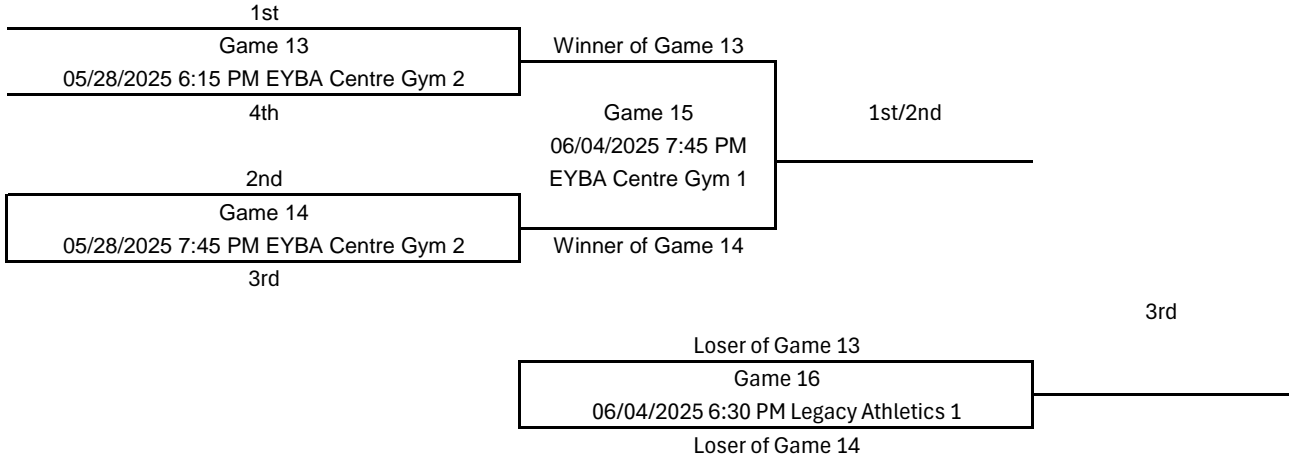 1st
Game 13
05/28/2025 6:15 PM EYBA Centre Gym 2
4th
Winner of Game 13
Game 15
06/04/2025 7:45 PM
EYBA Centre Gym 1
Winner of Game 14
1st/2nd
2nd
Game 14
05/28/2025 7:45 PM EYBA Centre Gym 2
3rd
3rd
Loser of Game 13
Game 16
06/04/2025 6:30 PM Legacy Athletics 1
Loser of Game 14